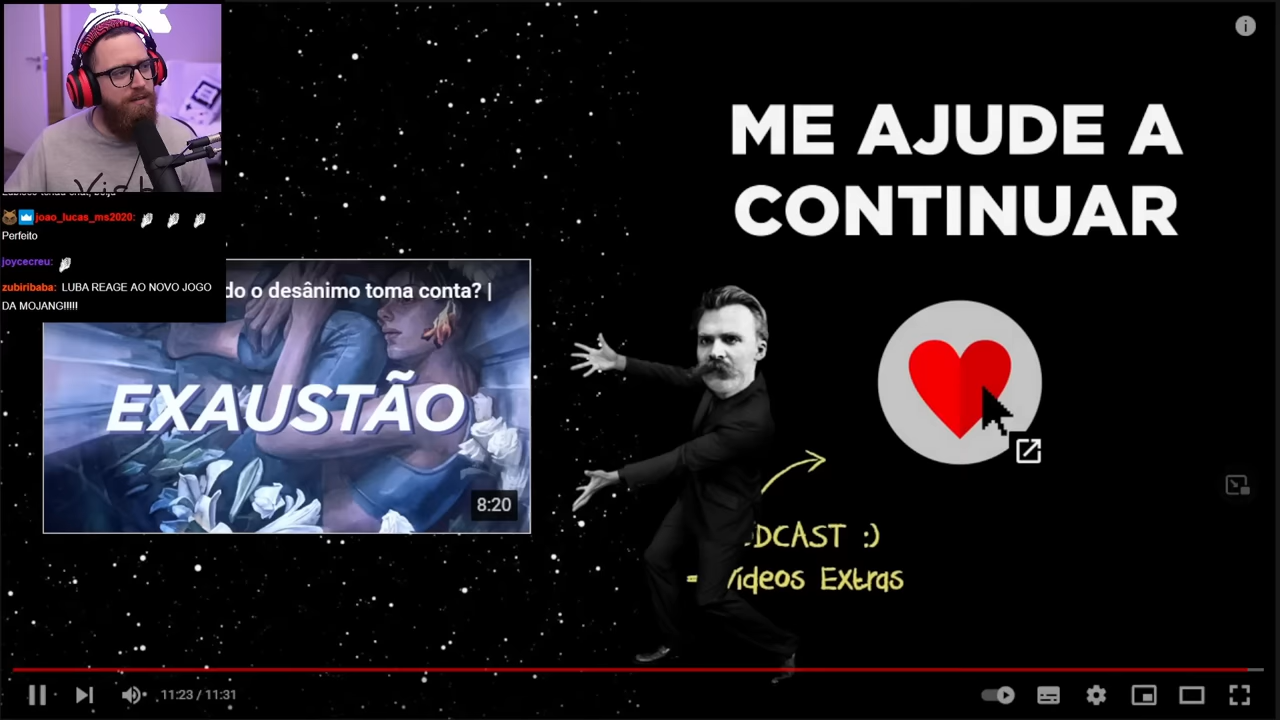 joao_lucas_ms2020:
Perfeito
joycecreu:
zubiribaba: LUBA REAGE AO NOVO JOGO
DA MOJANG!!!!!
do o desânimo toma conta? |
EXAUSTÃO
8:20
ME AJUDE A
CONTINUAR
DCAST :)
Vídeos Extras
11:23 / 11:31